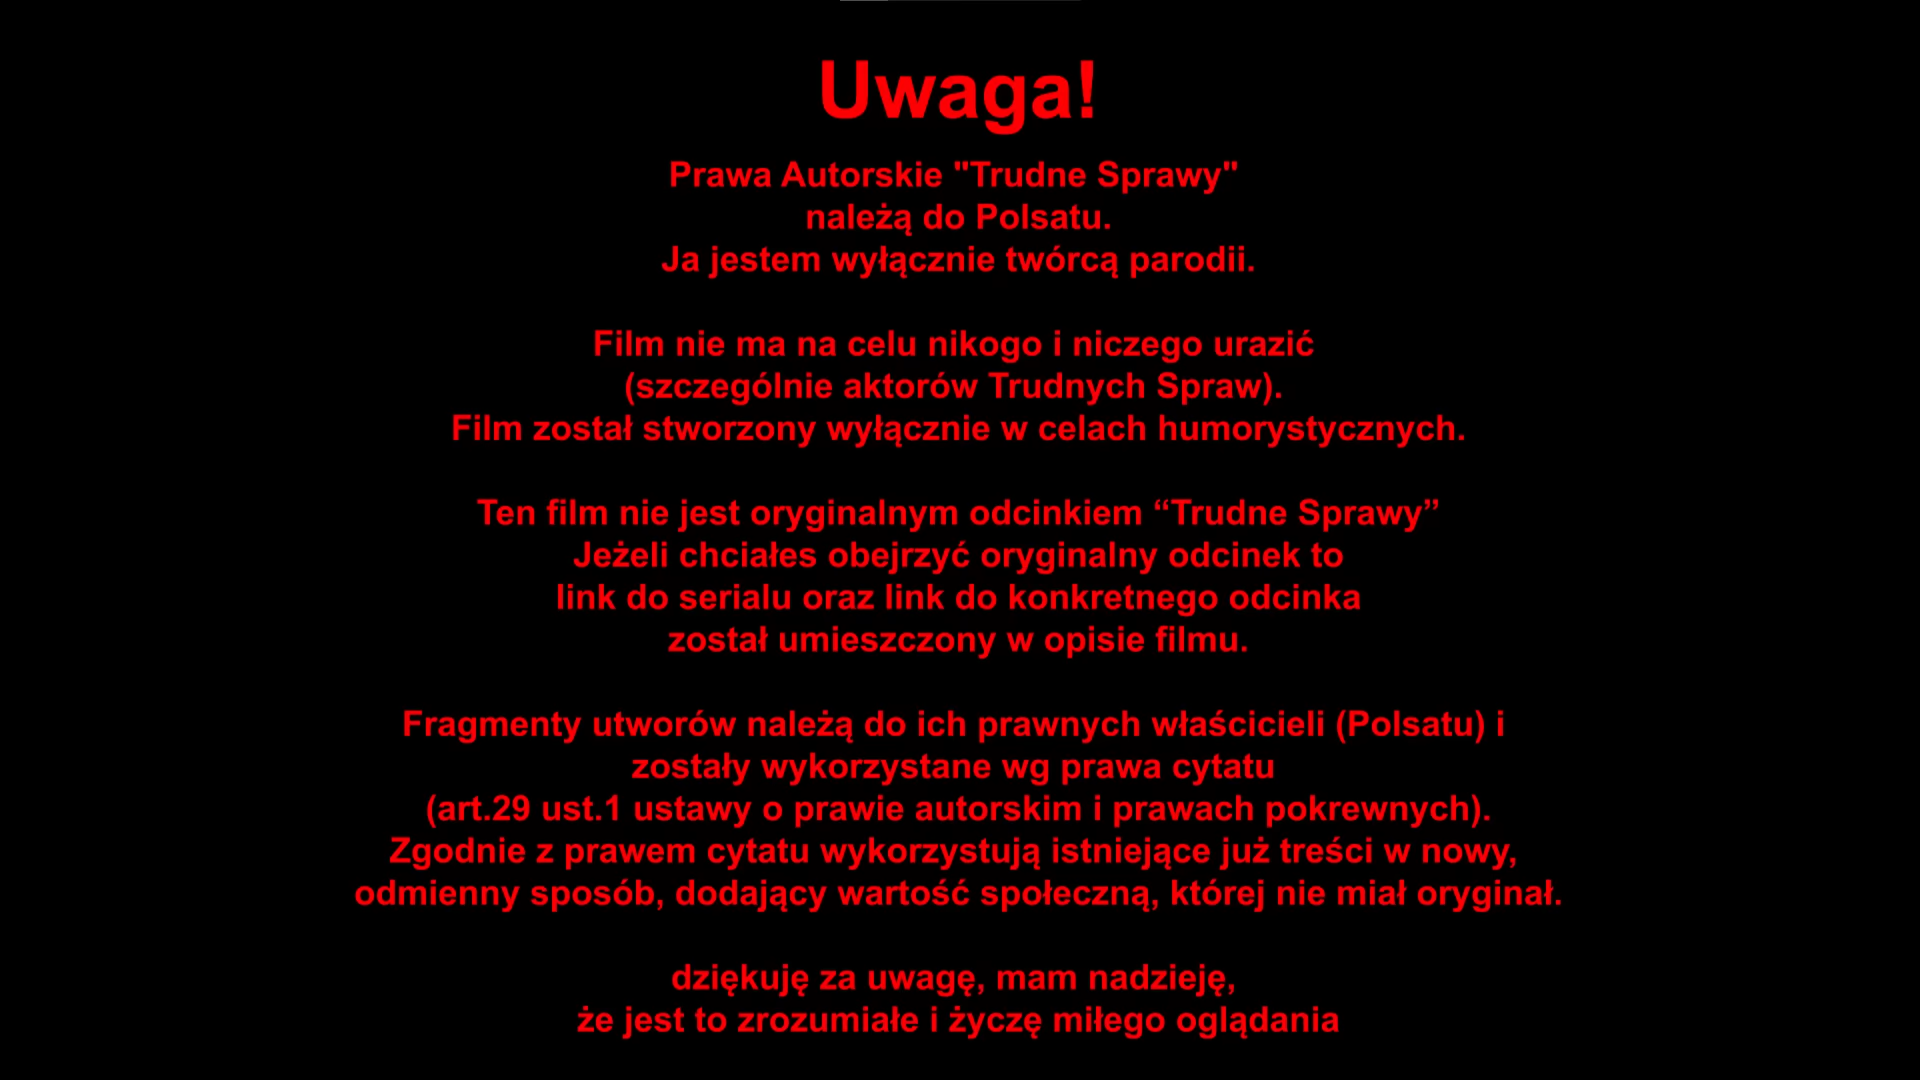 Uwaga!
Prawa Autorskie "Trudne Sprawy"
należą do Polsatu.
Ja jestem wyłącznie twórcą parodii.
Film nie ma na celu nikogo i niczego urazić
(szczególnie aktorów Trudnych Spraw).
Film został stworzony wyłącznie w celach humorystycznych.
Ten film nie jest oryginalnym odcinkiem “Trudne Sprawy”
Jeżeli chciałes obejrzyć oryginalny odcinek to
link do serialu oraz link do konkretnego odcinka
został umieszczony w opisie filmu.
Fragmenty utworów należą do ich prawnych właścicieli (Polsatu) i
zostały wykorzystane wg prawa cytatu
(art.29 ust.1 ustawy o prawie autorskim i prawach pokrewnych).
Zgodnie z prawem cytatu wykorzystują istniejące już treści w nowy,
odmienny sposób, dodający wartość społeczną, której nie miał oryginał.
dziękuję za uwagę, mam nadzieję,
że jest to zrozumiałe i życzę miłego oglądania